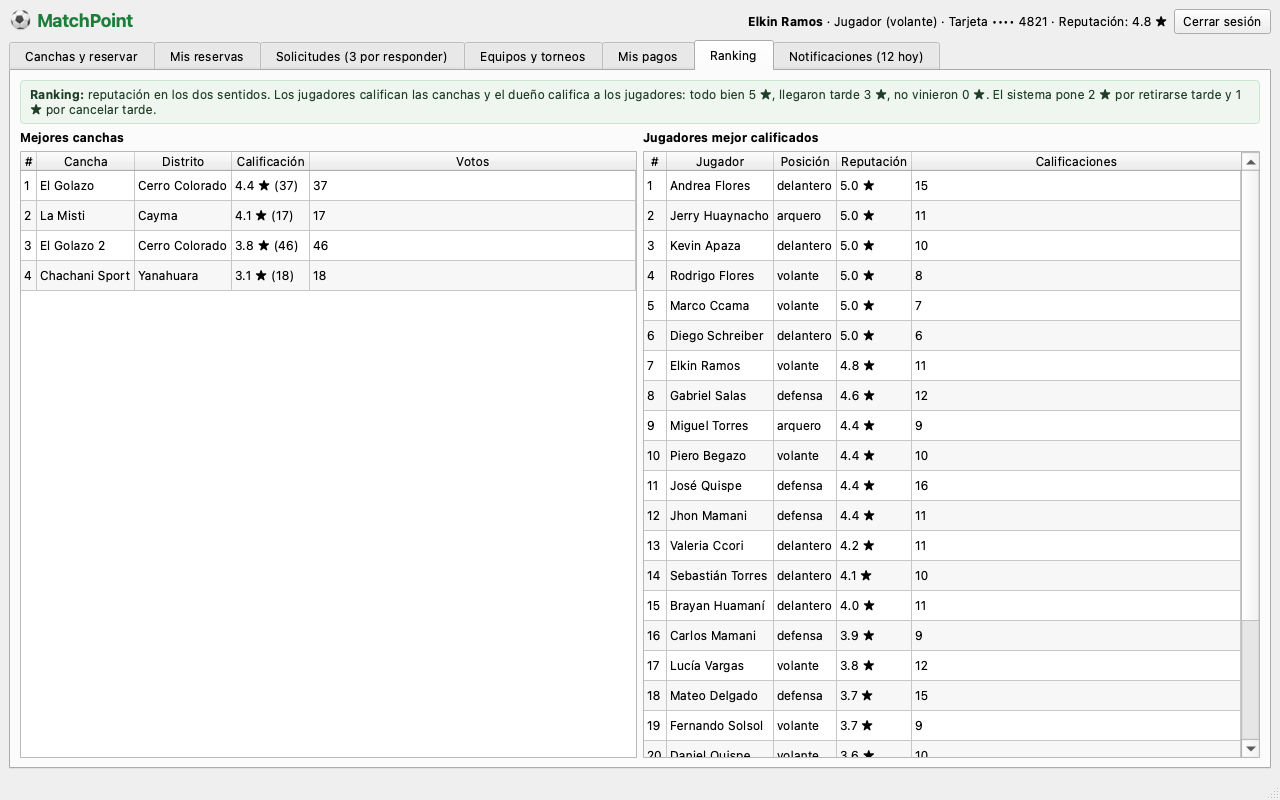 MatchPoint
Elkin Ramos · Jugador (volante) · Tarjeta •••• 4821 · Reputación: 4.8 ★
Cerrar sesión
Canchas y reservar
Mis reservas
Solicitudes (3 por responder)
Equipos y torneos
Mis pagos
Ranking
Notificaciones (12 hoy)
Ranking: reputación en los dos sentidos. Los jugadores califican las canchas y el dueño califica a los jugadores: todo bien 5 ★, llegaron tarde 3 ★, no vinieron 0 ★. El sistema pone 2 ★ por retirarse tarde y 1
★ por cancelar tarde.
Mejores canchas
# Cancha Distrito Calificación Votos
1 El Golazo Cerro Colorado 4.4 ★ (37) 37
2 La Misti Cayma 4.1 ★ (17) 17
3 El Golazo 2 Cerro Colorado 3.8 ★ (46) 46
4 Chachani Sport Yanahuara 3.1 ★ (18) 18
Jugadores mejor calificados
# Jugador Posición Reputación Calificaciones
1 Andrea Flores delantero 5.0 ★ 15
2 Jerry Huaynacho arquero 5.0 ★ 11
3 Kevin Apaza delantero 5.0 ★ 10
4 Rodrigo Flores volante 5.0 ★ 8
5 Marco Ccama volante 5.0 ★ 7
6 Diego Schreiber delantero 5.0 ★ 6
7 Elkin Ramos volante 4.8 ★ 11
8 Gabriel Salas defensa 4.6 ★ 12
9 Miguel Torres arquero 4.4 ★ 9
10 Piero Begazo volante 4.4 ★ 10
11 José Quispe defensa 4.4 ★ 16
12 Jhon Mamani defensa 4.4 ★ 11
13 Valeria Ccori delantero 4.2 ★ 11
14 Sebastián Torres delantero 4.1 ★ 10
15 Brayan Huamaní delantero 4.0 ★ 11
16 Carlos Mamani defensa 3.9 ★ 9
17 Lucía Vargas volante 3.8 ★ 12
18 Mateo Delgado defensa 3.7 ★ 15
19 Fernando Solsol volante 3.7 ★ 9
20 Daniel Quispe volante 3.6 ★ 10